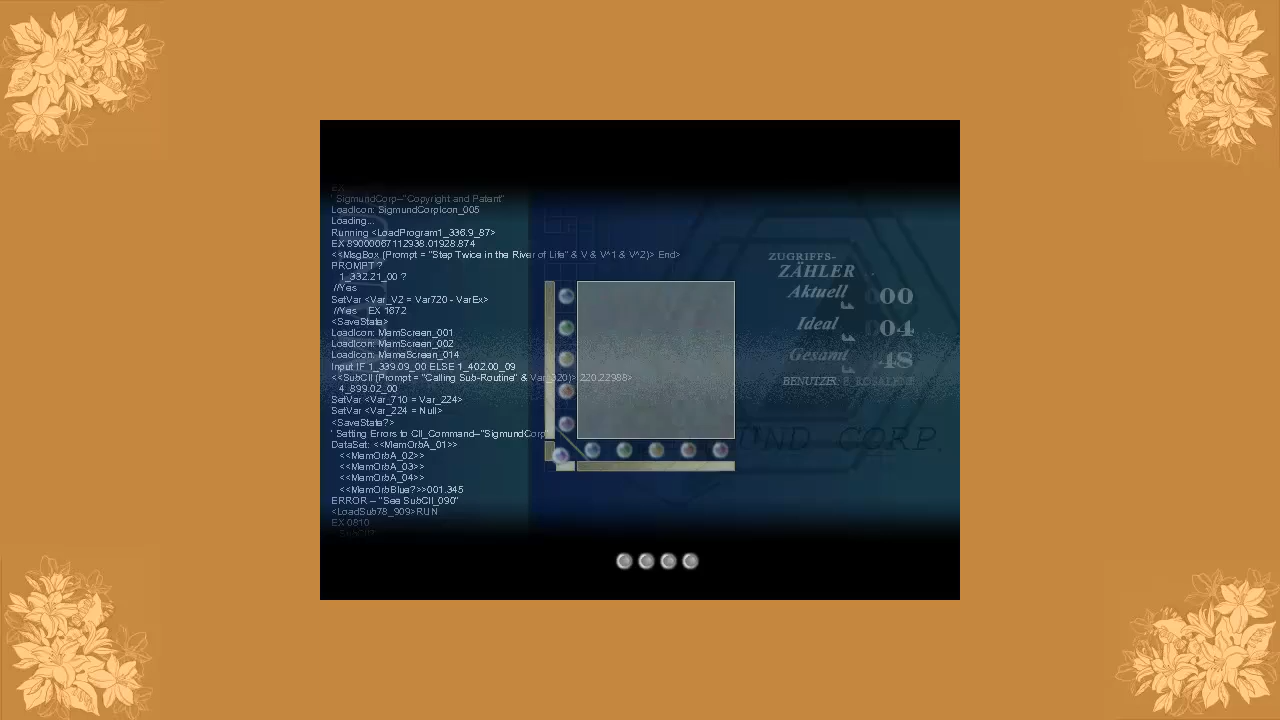 EX
' SigmundCorp--"Copyright and Patent"
LoadIcon: SigmundCorpIcon_005
Loading...
Running <LoadProgram1_336.9_87>
EX 89000067112938.01928.874
<<MsgBox (Prompt = "Step Twice in the River of Life" & V & V^1 & V^2)> End>
PROMPT ?
1_332.21_00 ?
//Yes
SetVar <Var_V2 = Var720 - VarEx>
//Yes EX 1672
<SaveState>
LoadIcon: MemScreen_001
LoadIcon: MemScreen_002
LoadIcon: MemeScreen_014
Input IF 1_339.09_00 ELSE 1_402.00_09
<<SubCll (Prompt = "Calling Sub-Routine" & Var_320)> 220.22988>
4_899.02_00
SetVar <Var_710 = Var_224>
SetVar <Var_224 = Null>
<SaveState?>
' Setting Errors to Cll_Command--"SigmundCorp"
DataSet: <<MemOrbA_01>>
<<MemOrbA_02>>
<<MemOrbA_03>>
<<MemOrbA_04>>
<<MemOrbBlue?>>001.345
ERROR -- "See SubCll_090"
<LoadSub78_909>RUN
EX 0810
ZUGRIFFS-
ZÄHLER
Aktuell 00
Ideal 04
Gesamt 48
BENUTZER: E. ROSALENE
UND CORP.